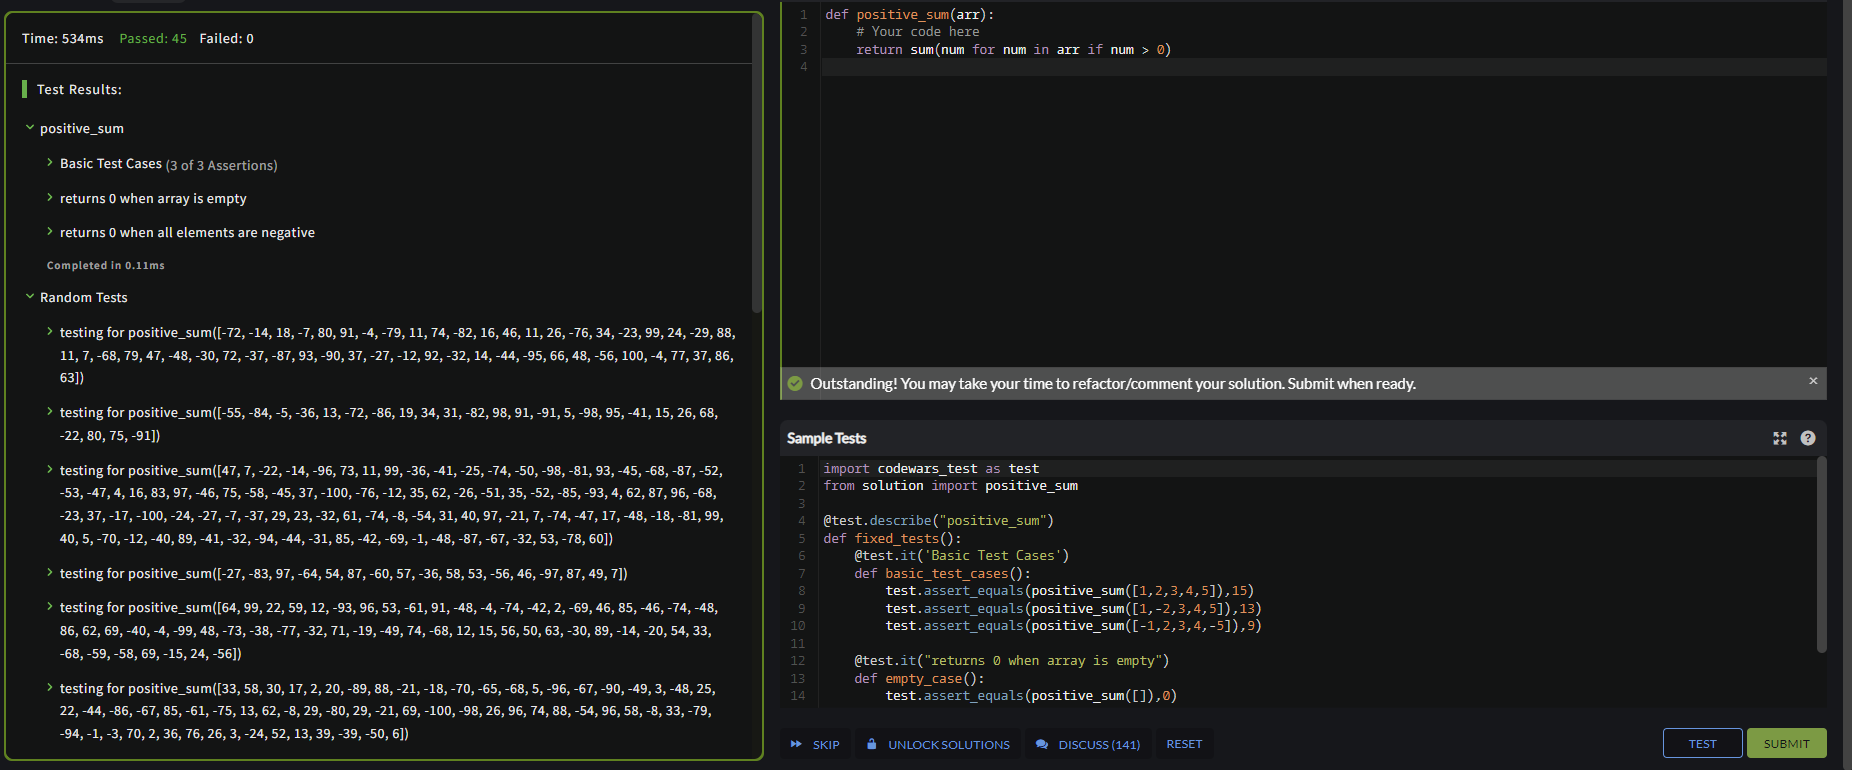 Time: 534ms Passed: 45 Failed: 0
Test Results:
positive_sum
Basic Test Cases (3 of 3 Assertions)
returns 0 when array is empty
returns 0 when all elements are negative
Completed in 0.11ms
Random Tests
testing for positive_sum([-72, -14, 18, -7, 80, 91, -4, -79, 11, 74, -82, 16, 46, 11, 26, -76, 34, -23, 99, 24, -29, 88,
11, 7, -68, 79, 47, -48, -30, 72, -37, -87, 93, -90, 37, -27, -12, 92, -32, 14, -44, -95, 66, 48, -56, 100, -4, 77, 37, 86,
63])
testing for positive_sum([-55, -84, -5, -36, 13, -72, -86, 19, 34, 31, -82, 98, 91, -91, 5, -98, 95, -41, 15, 26, 68,
-22, 80, 75, -91])
testing for positive_sum([47, 7, -22, -14, -96, 73, 11, 99, -36, -41, -25, -74, -50, -98, -81, 93, -45, -68, -87, -52,
-53, -47, 4, 16, 83, 97, -46, 75, -58, -45, 37, -100, -76, -12, 35, 62, -26, -51, 35, -52, -85, -93, 4, 62, 87, 96, -68,
-23, 37, -17, -100, -24, -27, -7, -37, 29, 23, -32, 61, -74, -8, -54, 31, 40, 97, -21, 7, -74, -47, 17, -48, -18, -81, 99,
40, 5, -70, -12, -40, 89, -41, -32, -94, -44, -31, 85, -42, -69, -1, -48, -87, -67, -32, 53, -78, 60])
testing for positive_sum([-27, -83, 97, -64, 54, 87, -60, 57, -36, 58, 53, -56, 46, -97, 87, 49, 7])
testing for positive_sum([64, 99, 22, 59, 12, -93, 96, 53, -61, 91, -48, -4, -74, -42, 2, -69, 46, 85, -46, -74, -48,
86, 62, 69, -40, -4, -99, 48, -73, -38, -77, -32, 71, -19, -49, 74, -68, 12, 15, 56, 50, 63, -30, 89, -14, -20, 54, 33,
-68, -59, -58, 69, -15, 24, -56])
testing for positive_sum([33, 58, 30, 17, 2, 20, -89, 88, -21, -18, -70, -65, -68, 5, -96, -67, -90, -49, 3, -48, 25,
22, -44, -86, -67, 85, -61, -75, 13, 62, -8, 29, -80, 29, -21, 69, -100, -98, 26, 96, 74, 88, -54, 96, 58, -8, 33, -79,
-94, -1, -3, 70, 2, 36, 76, 26, 3, -24, 52, 13, 39, -39, -50, 6])
1 def positive_sum(arr):
2 # Your code here
3 return sum(num for num in arr if num > 0)
4
Outstanding! You may take your time to refactor/comment your solution. Submit when ready. ×
Sample Tests ?
1 import codewars_test as test
2 from solution import positive_sum
3
4 @test.describe("positive_sum")
5 def fixed_tests():
6 @test.it('Basic Test Cases')
7 def basic_test_cases():
8 test.assert_equals(positive_sum([1,2,3,4,5]),15)
9 test.assert_equals(positive_sum([1,-2,3,4,5]),13)
10 test.assert_equals(positive_sum([-1,2,3,4,-5]),9)
11
12 @test.it("returns 0 when array is empty")
13 def empty_case():
14 test.assert_equals(positive_sum([]),0)
SKIP UNLOCK SOLUTIONS DISCUSS (141) RESET TEST SUBMIT